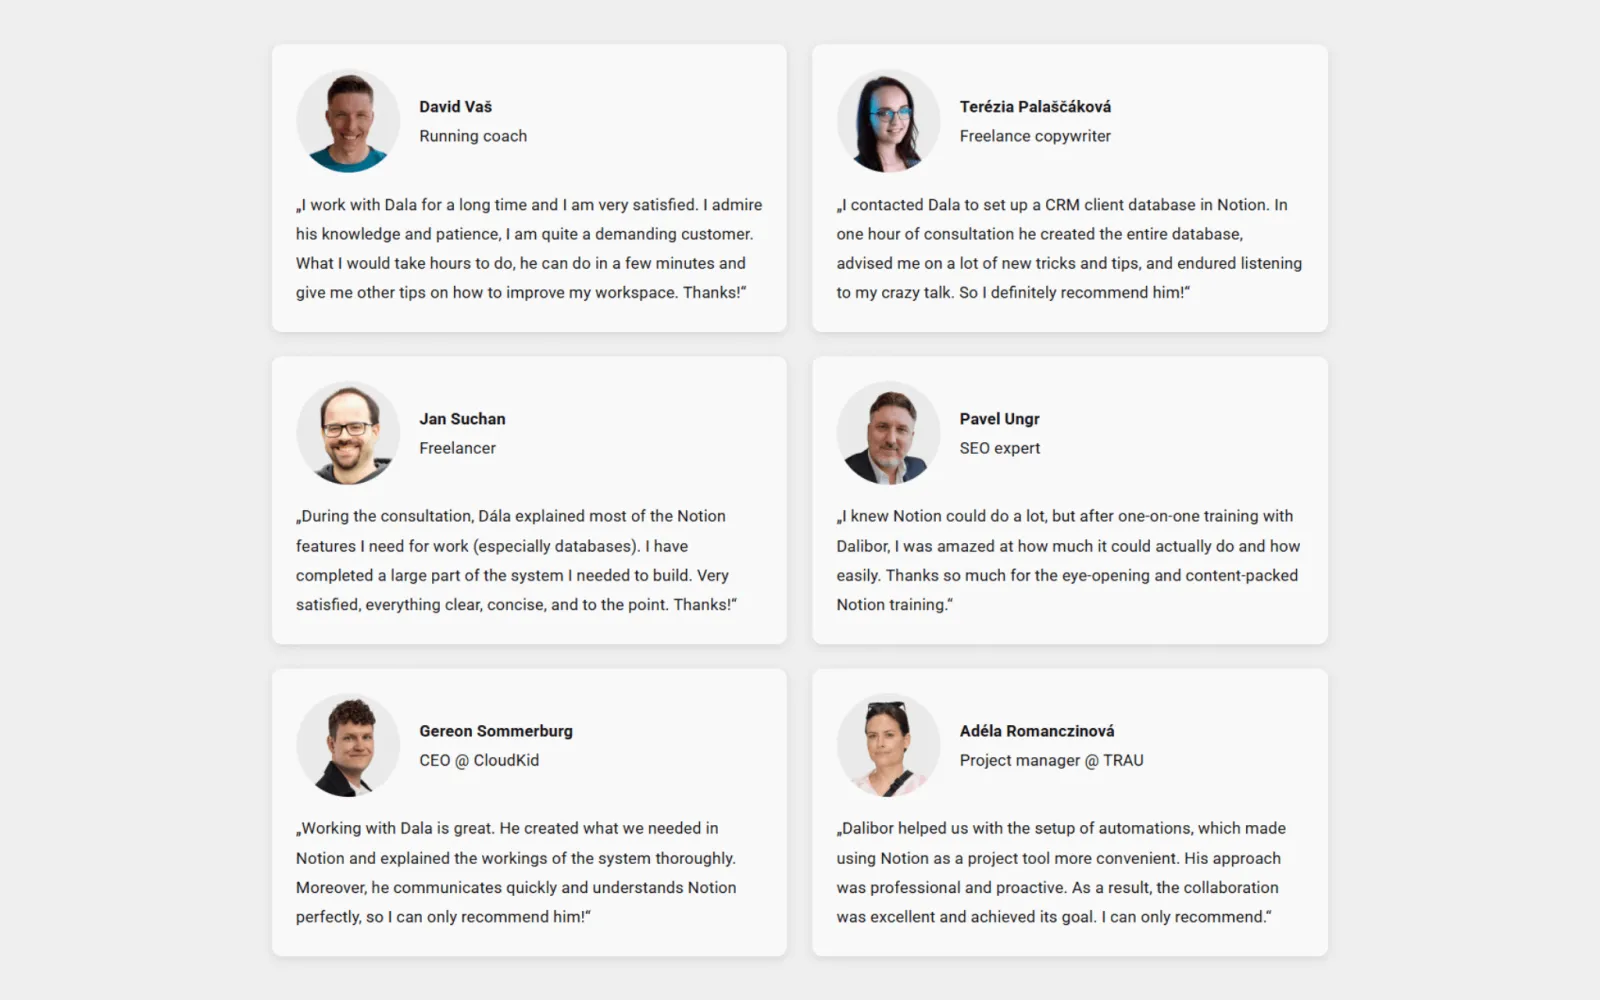 David Vaš
Running coach
„I work with Dala for a long time and I am very satisfied. I admire
his knowledge and patience, I am quite a demanding customer.
What I would take hours to do, he can do in a few minutes and
give me other tips on how to improve my workspace. Thanks!“
Terézia Palaščáková
Freelance copywriter
„I contacted Dala to set up a CRM client database in Notion. In
one hour of consultation he created the entire database,
advised me on a lot of new tricks and tips, and endured listening
to my crazy talk. So I definitely recommend him!“
Jan Suchan
Freelancer
„During the consultation, Dála explained most of the Notion
features I need for work (especially databases). I have
completed a large part of the system I needed to build. Very
satisfied, everything clear, concise, and to the point. Thanks!“
Pavel Ungr
SEO expert
„I knew Notion could do a lot, but after one-on-one training with
Dalibor, I was amazed at how much it could actually do and how
easily. Thanks so much for the eye-opening and content-packed
Notion training.“
Gereon Sommerburg
CEO @ CloudKid
„Working with Dala is great. He created what we needed in
Notion and explained the workings of the system thoroughly.
Moreover, he communicates quickly and understands Notion
perfectly, so I can only recommend him!“
Adéla Romanczinová
Project manager @ TRAU
„Dalibor helped us with the setup of automations, which made
using Notion as a project tool more convenient. His approach
was professional and proactive. As a result, the collaboration
was excellent and achieved its goal. I can only recommend.“